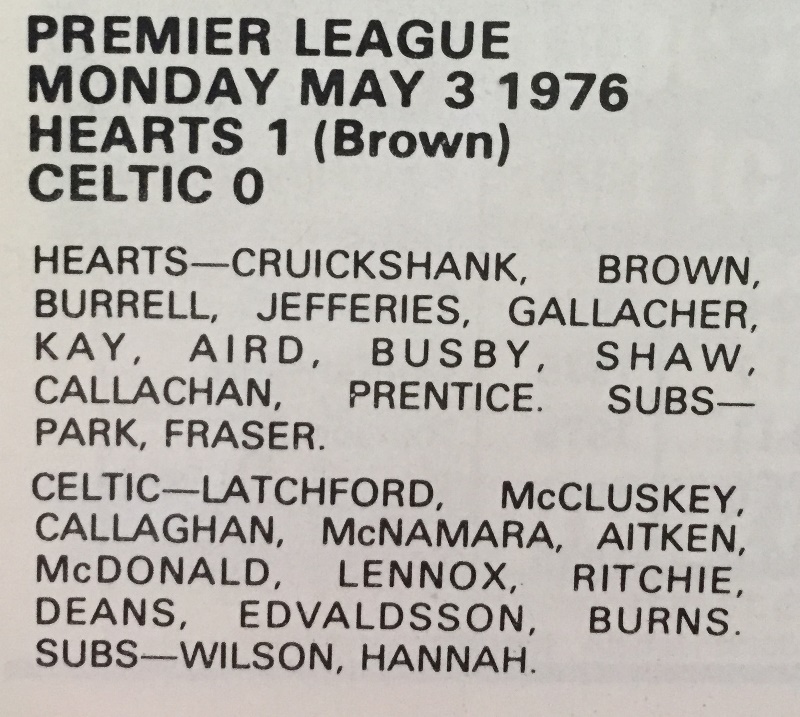 PREMIER LEAGUE
MONDAY MAY 3 1976
HEARTS 1 (Brown)
CELTIC 0
HEARTS—CRUICKSHANK, BROWN,
BURRELL, JEFFERIES, GALLACHER,
KAY, AIRD, BUSBY, SHAW,
CALLACHAN, PRENTICE. SUBS—
PARK, FRASER.
CELTIC—LATCHFORD, McCLUSKEY,
CALLAGHAN, McNAMARA, AITKEN,
McDONALD, LENNOX, RITCHIE,
DEANS, EDVALDSSON, BURNS.
SUBS—WILSON, HANNAH.